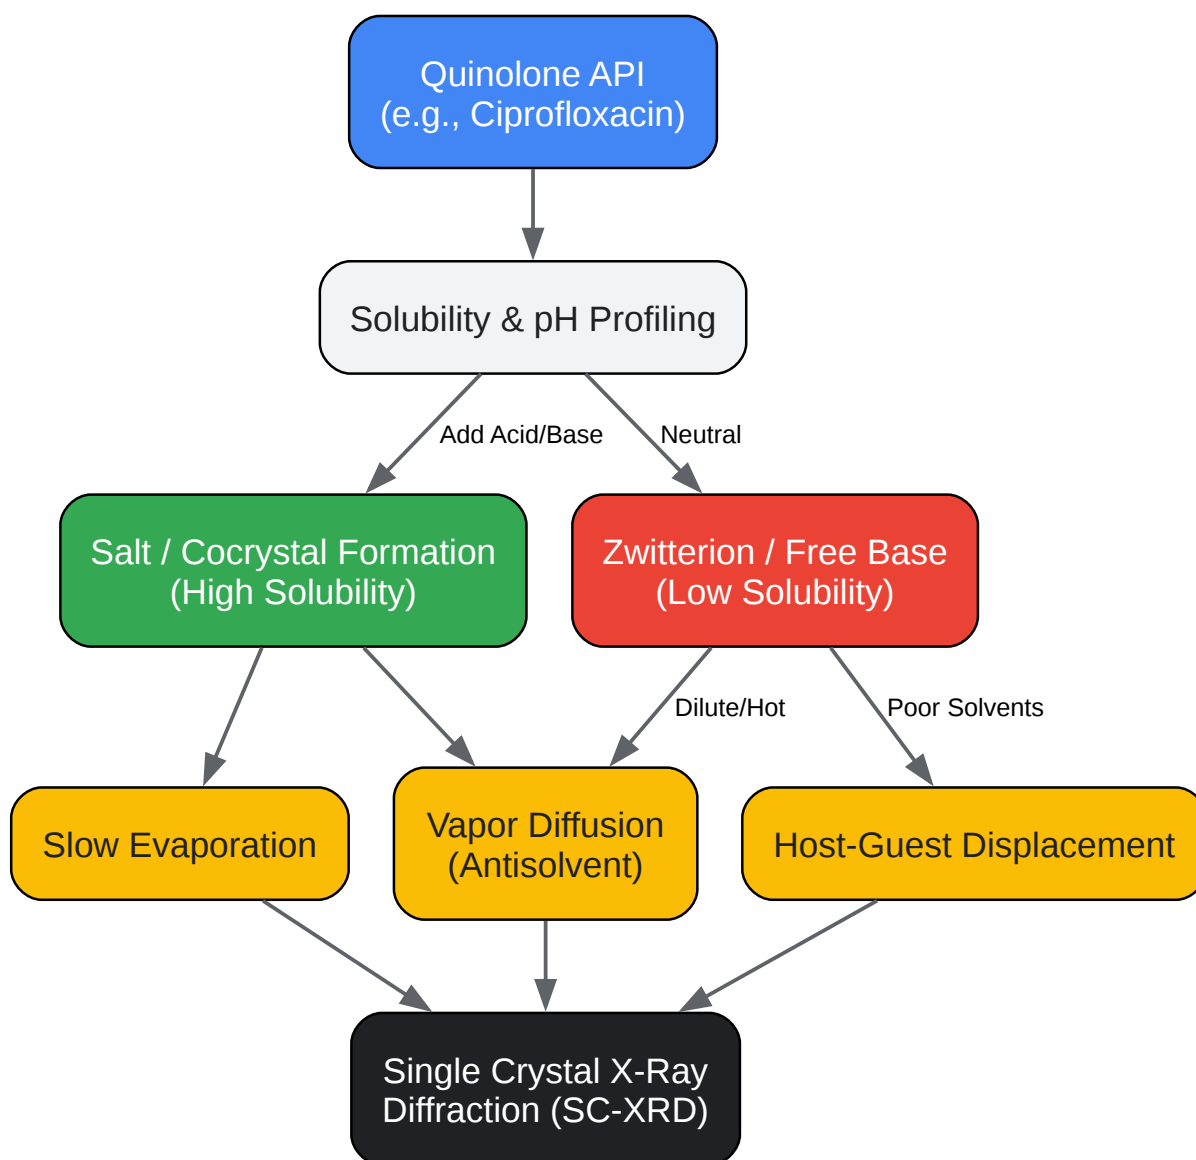 Quinolone API
(e.g., Ciprofloxacin)
Solubility & pH Profiling
Add Acid/Base
Neutral
Salt / Cocrystal Formation
(High Solubility)
Zwitterion / Free Base
(Low Solubility)
Dilute/Hot
Poor Solvents
Slow Evaporation
Vapor Diffusion
(Antisolvent)
Host-Guest Displacement
Single Crystal X-Ray
Diffraction (SC-XRD)